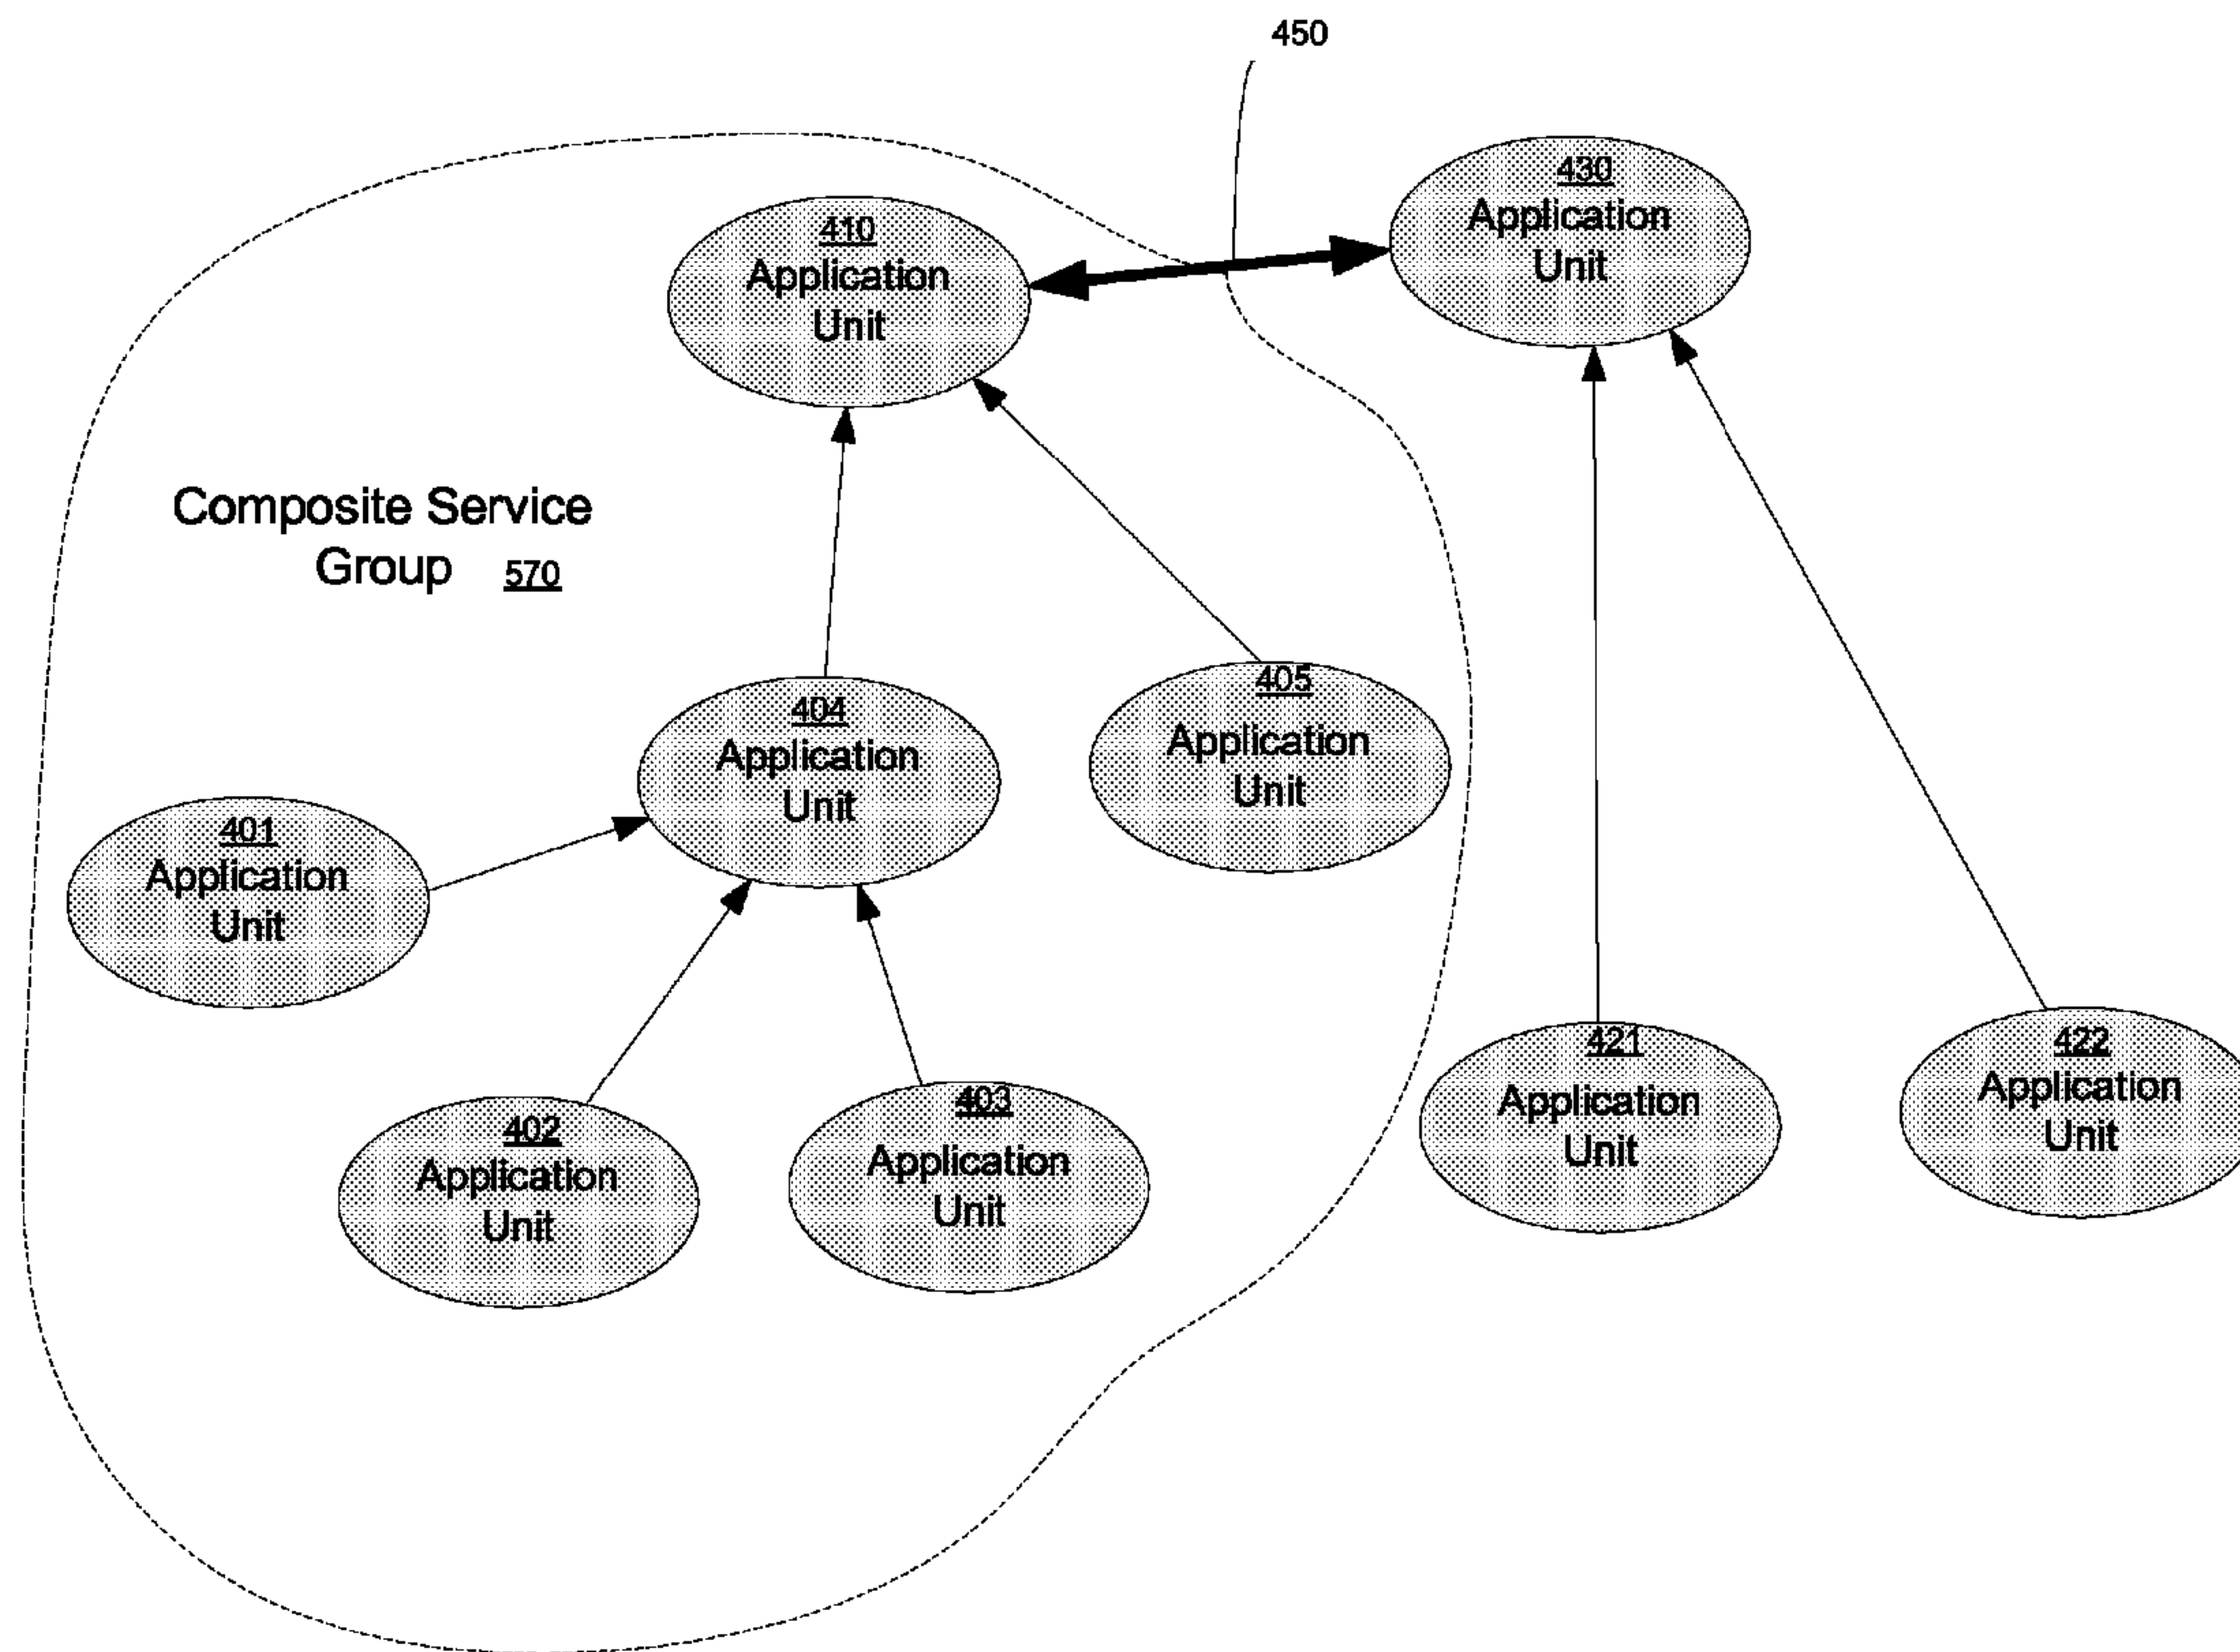 450
430
Application
Unit
410
Application
Unit
Composite Service
Group 570
404
Application
Unit
405
Application
Unit
401
Application
Unit
402
Application
Unit
403
Application
Unit
421
Application
Unit
422
Application
Unit